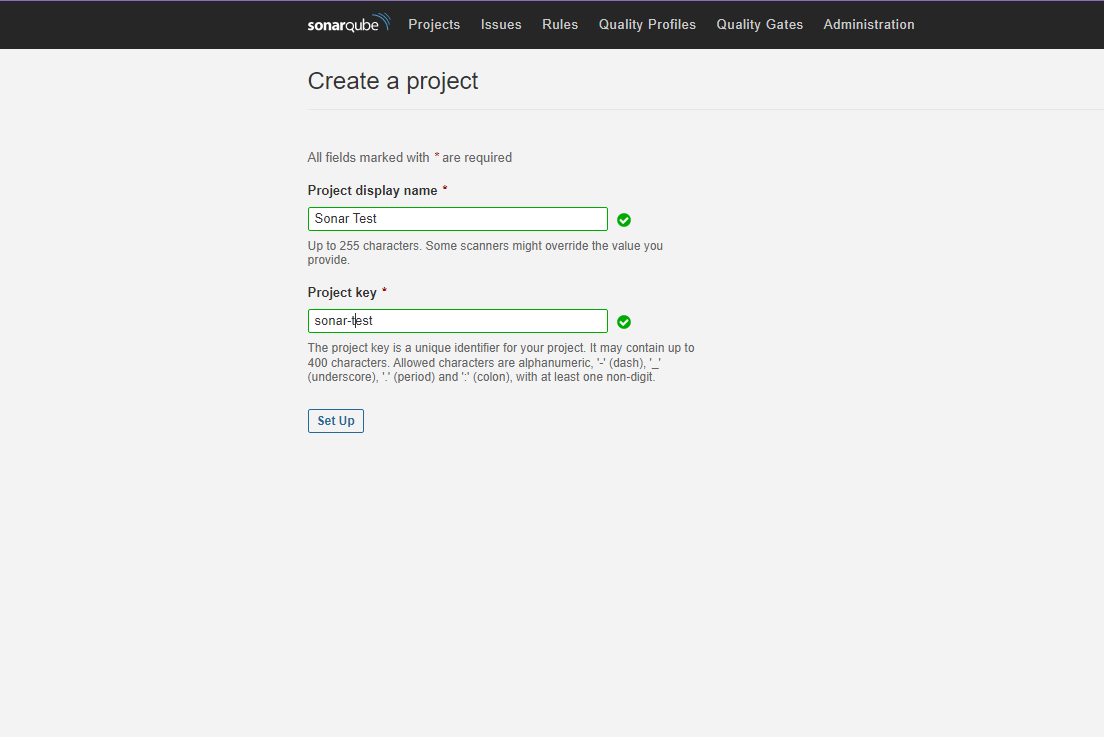 sonarqube Projects Issues Rules Quality Profiles Quality Gates Administration
Create a project
All fields marked with * are required
Project display name *
Sonar Test
Up to 255 characters. Some scanners might override the value you
provide.
Project key *
sonar-test
The project key is a unique identifier for your project. It may contain up to
400 characters. Allowed characters are alphanumeric, '-' (dash), '_'
(underscore), '.' (period) and ':' (colon), with at least one non-digit.
Set Up